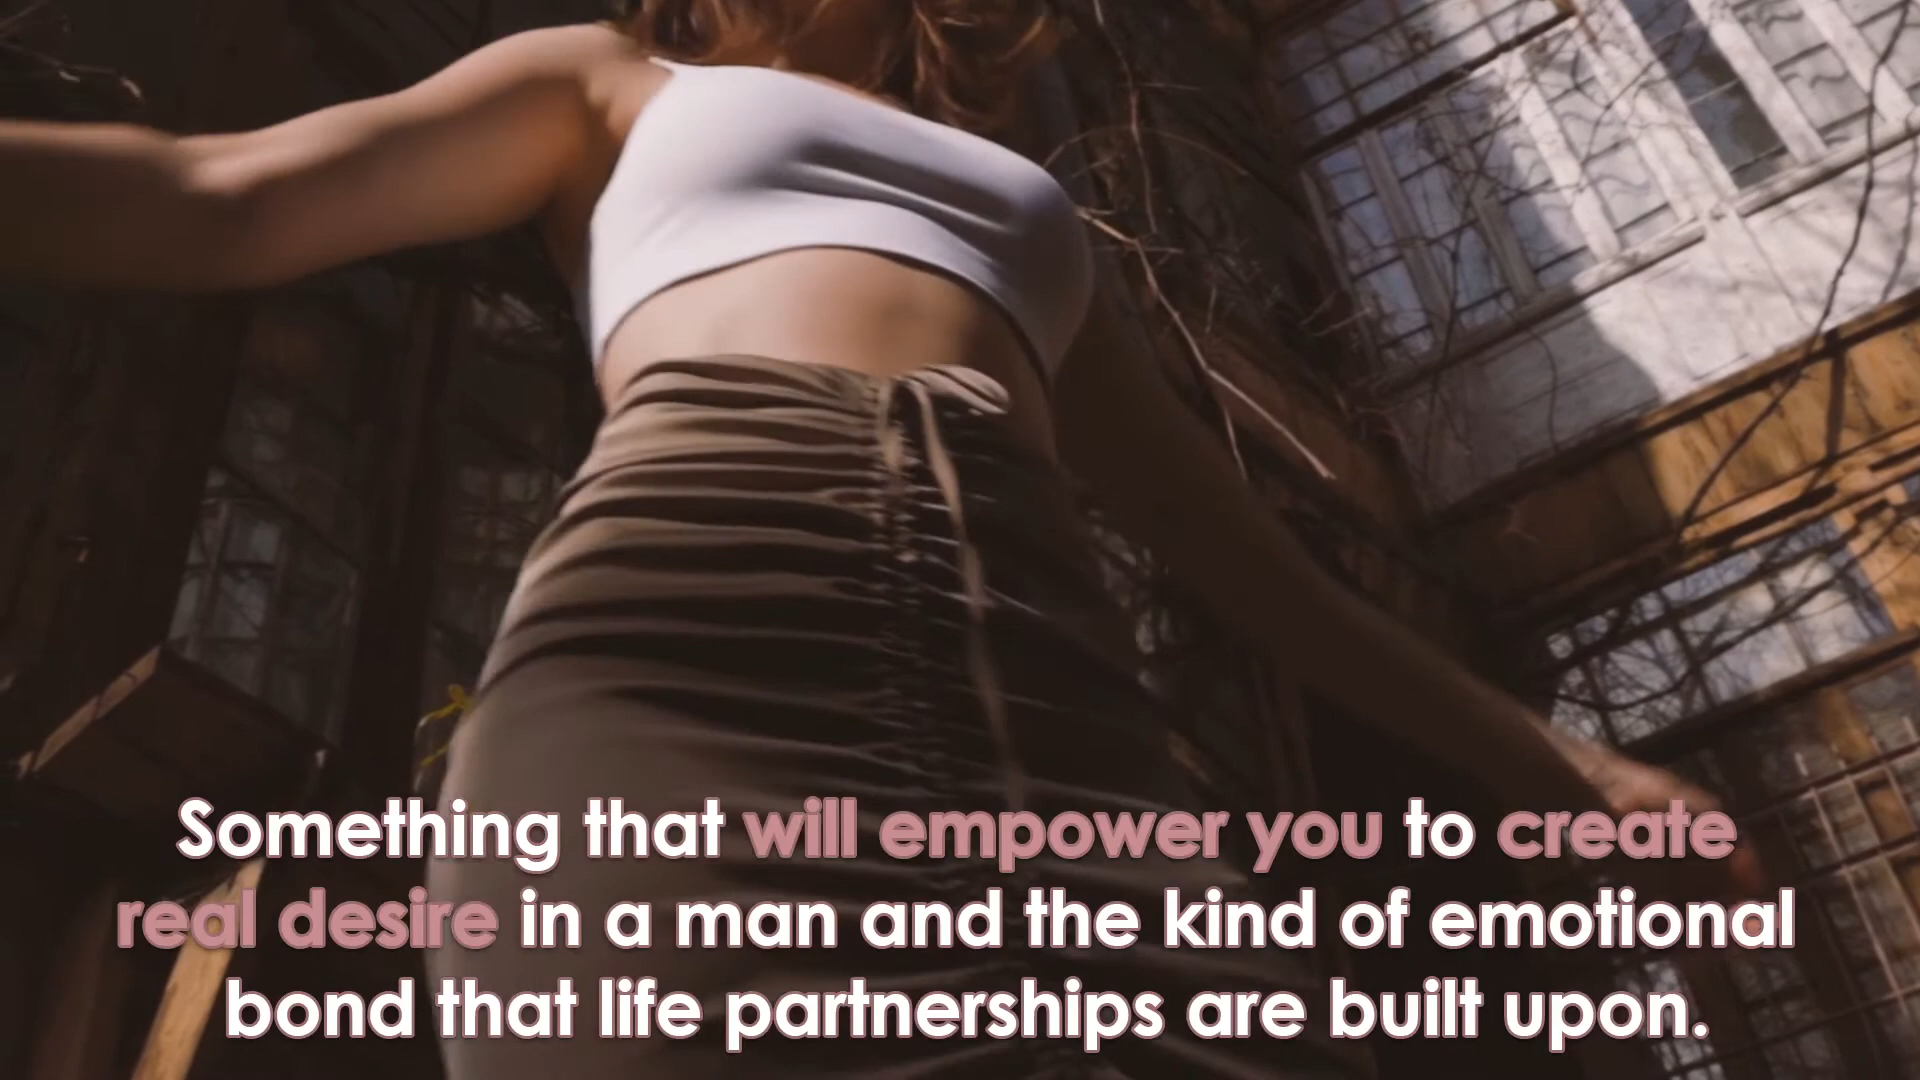 Something that will empower you to create
real desire in a man and the kind of emotional
bond that life partnerships are built upon.